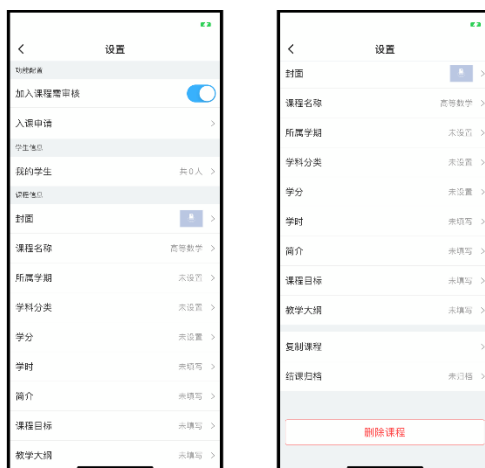 设置
功能配置
加入课程需审核
入课申请
学生信息
我的学生 共0人
课程信息
封面
课程名称 高等数学
所属学期 未设置
学科分类 未设置
学分 未设置
学时 未填写
简介 未填写
课程目标 未填写
教学大纲 未填写
设置
封面
课程名称 高等数学
所属学期 未设置
学科分类 未设置
学分 未设置
学时 未填写
简介 未填写
课程目标 未填写
教学大纲 未填写
复制课程
结课归档 未归档
删除课程